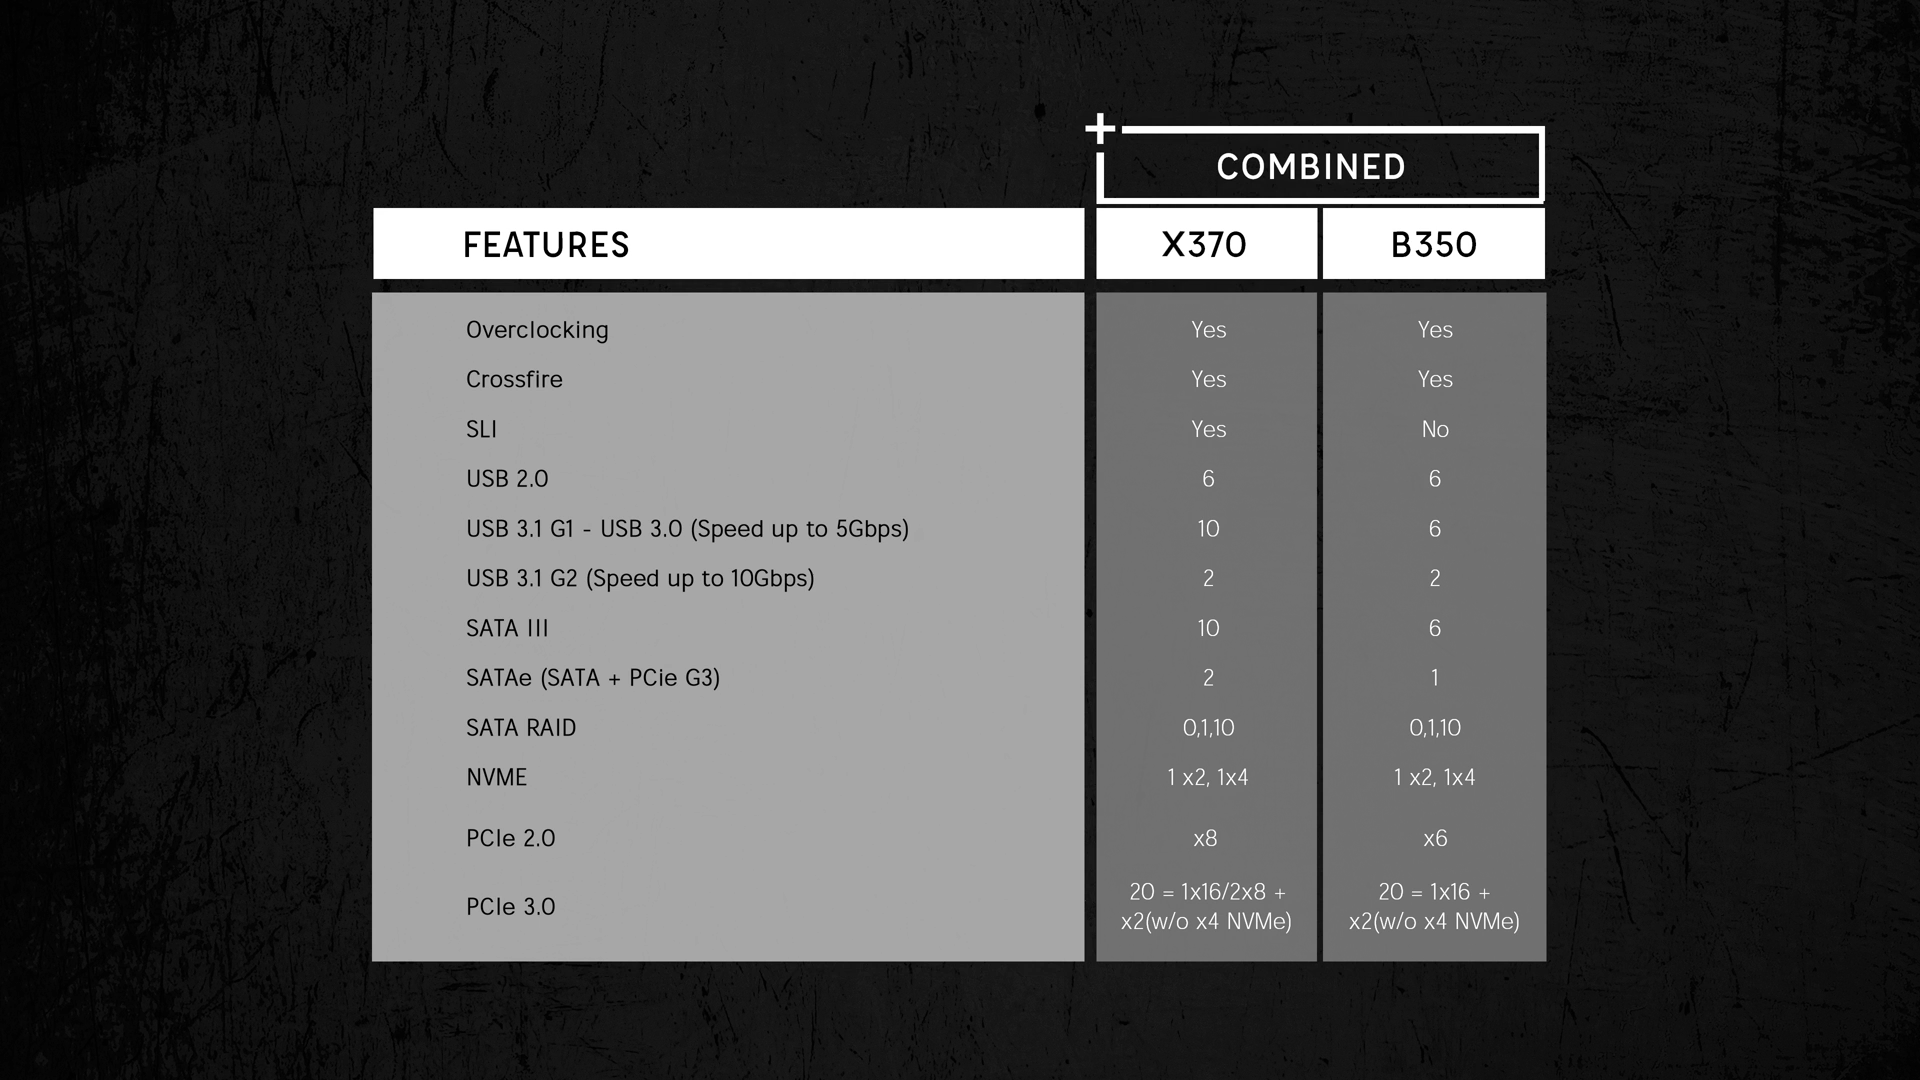 COMBINED
FEATURES X370 B350
Overclocking Yes Yes
Crossfire Yes Yes
SLI Yes No
USB 2.0 6 6
USB 3.1 G1 - USB 3.0 (Speed up to 5Gbps) 10 6
USB 3.1 G2 (Speed up to 10Gbps) 2 2
SATA III 10 6
SATAe (SATA + PCie G3) 2 1
SATA RAID 0,1,10 0,1,10
NVME 1 x2, 1x4 1 x2, 1x4
PCIe 2.0 x8 x6
PCIe 3.0 20 = 1x16/2x8 + 20 = 1x16 +
x2(w/o x4 NVMe) x2(w/o x4 NVMe)